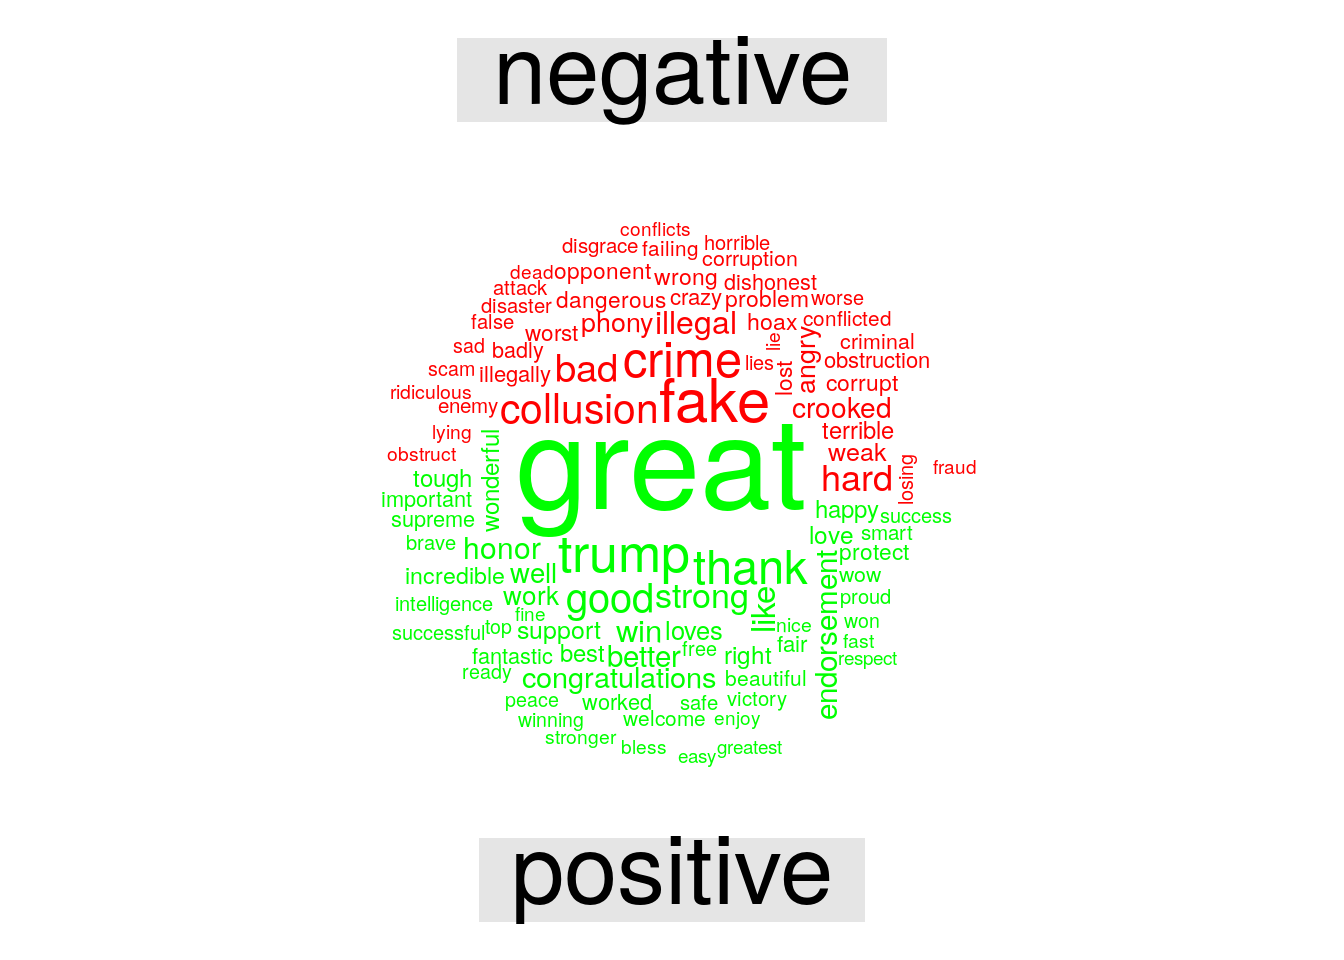 negative
conflicts
disgrace failing horrible
corruption
dead opponent wrong dishonest
attack dangerous crazy problem worse
disaster
false worst phony illegal hoax conflicted
sad badly crime lie angry criminal
scam illegally bad lies lost obstruction
ridiculous corrupt
enemy collusion fake crooked
lying terrible
obstruct wonderful great weak
tough hard losing fraud
important happy
supreme success
brave honor trump love smart
protect
incredible well thank wow
intelligence work good strong like endorsement proud
fine
successful top support win loves nice won
fantastic best better free right fair fast
ready respect
congratulations beautiful
peace worked safe victory
winning welcome enjoy
stronger bless easy greatest
positive